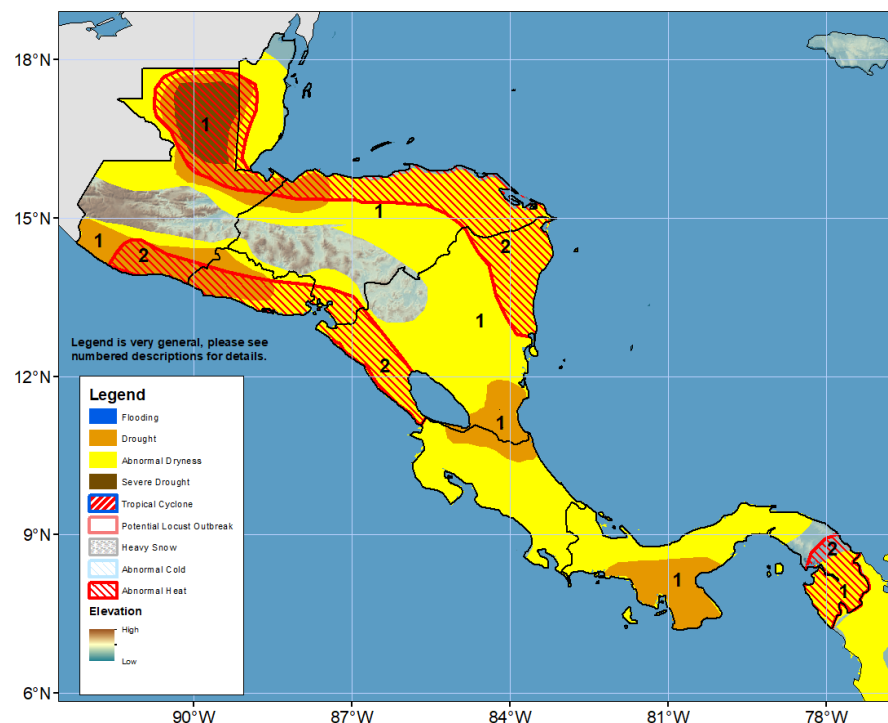 18°N
1
15°N
1
1
2
2
1
Legend is very general, please see
numbered descriptions for details.
2
12°N
1
Legend
Flooding
Drought
Abnormal Dryness
Severe Drought
Tropical Cyclone
Potential Locust Outbreak
Heavy Snow
Abnormal Cold
Abnormal Heat
Elevation
High
Low
9°N
2
1
1
6°N
90°W
87°W
84°W
81°W
78°W